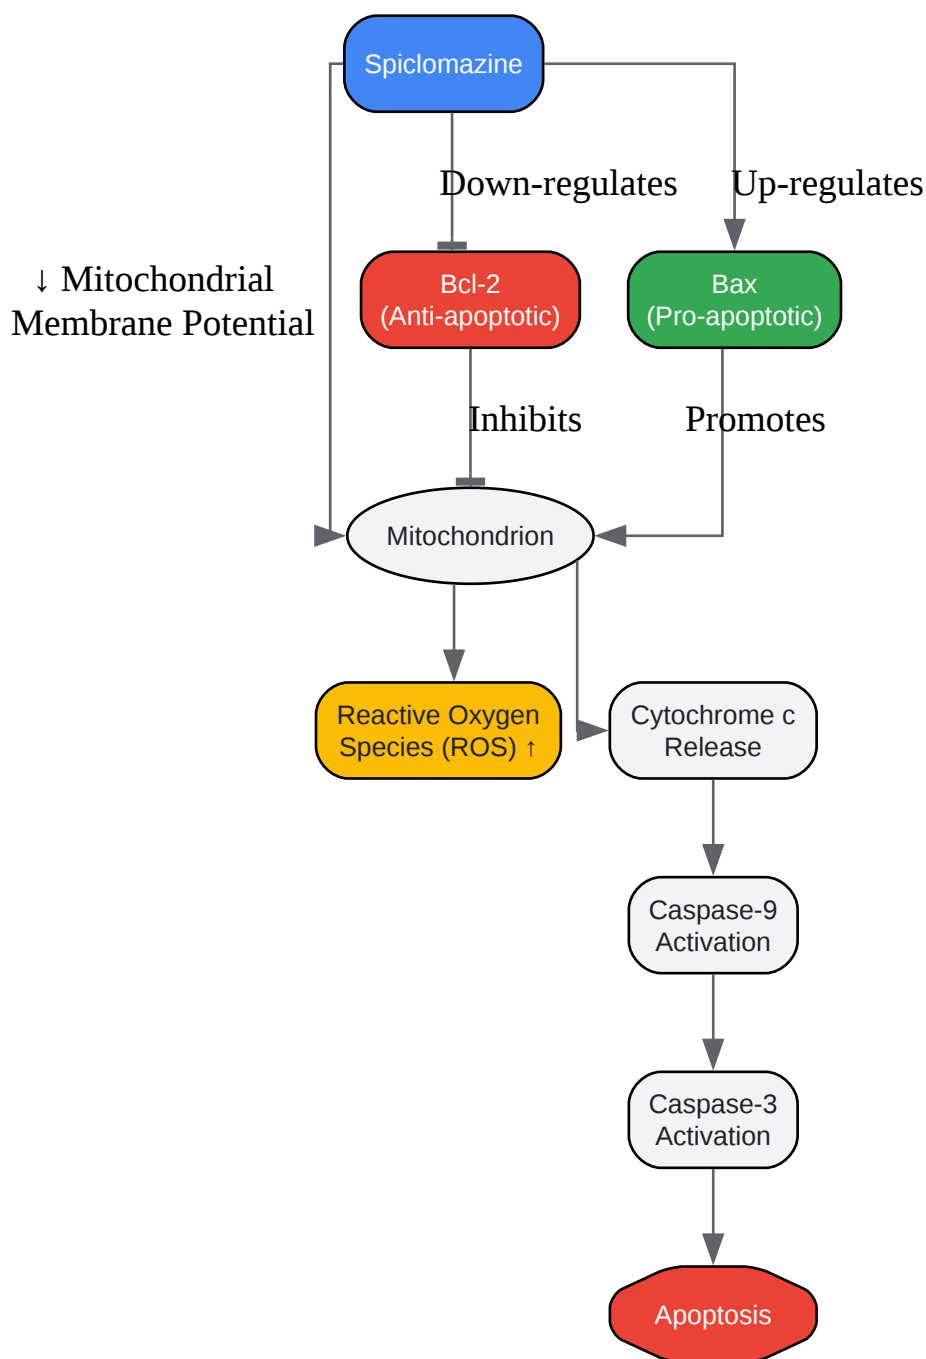 Spiclomazine
Down-regulates
Up-regulates
↓ Mitochondrial
Membrane Potential
Bcl-2
(Anti-apoptotic)
Bax
(Pro-apoptotic)
Inhibits
Promotes
Mitochondrion
Reactive Oxygen
Species (ROS) ↑
Cytochrome c
Release
Caspase-9
Activation
Caspase-3
Activation
Apoptosis